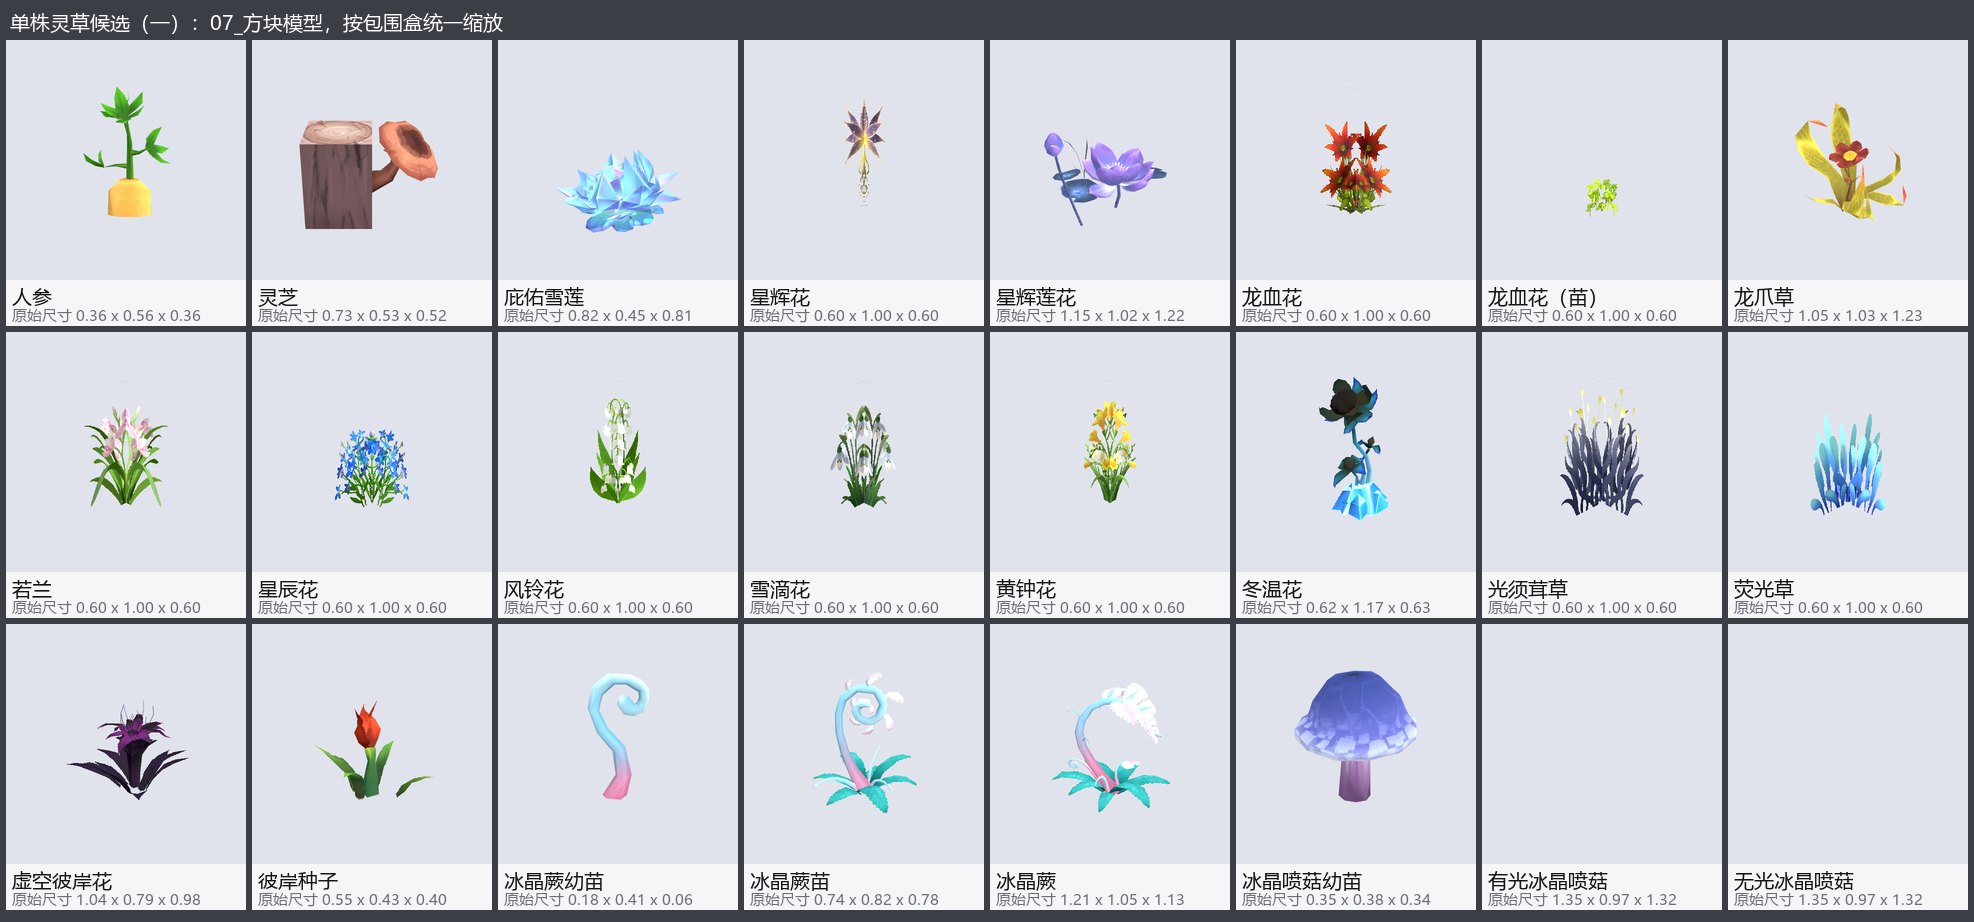 单株灵草候选（一）：07_方块模型，按包围盒统一缩放
人参
原始尺寸 0.36 x 0.56 x 0.36
灵芝
原始尺寸 0.73 x 0.53 x 0.52
庇佑雪莲
原始尺寸 0.82 x 0.45 x 0.81
星辉花
原始尺寸 0.60 x 1.00 x 0.60
星辉莲花
原始尺寸 1.15 x 1.02 x 1.22
龙血花
原始尺寸 0.60 x 1.00 x 0.60
龙血花（苗）
原始尺寸 0.60 x 1.00 x 0.60
龙爪草
原始尺寸 1.05 x 1.03 x 1.23
若兰
原始尺寸 0.60 x 1.00 x 0.60
星辰花
原始尺寸 0.60 x 1.00 x 0.60
风铃花
原始尺寸 0.60 x 1.00 x 0.60
雪滴花
原始尺寸 0.60 x 1.00 x 0.60
黄钟花
原始尺寸 0.60 x 1.00 x 0.60
冬温花
原始尺寸 0.62 x 1.17 x 0.63
光须茸草
原始尺寸 0.60 x 1.00 x 0.60
荧光草
原始尺寸 0.60 x 1.00 x 0.60
虚空彼岸花
原始尺寸 1.04 x 0.79 x 0.98
彼岸种子
原始尺寸 0.55 x 0.43 x 0.40
冰晶蕨幼苗
原始尺寸 0.18 x 0.41 x 0.06
冰晶蕨苗
原始尺寸 0.74 x 0.82 x 0.78
冰晶蕨
原始尺寸 1.21 x 1.05 x 1.13
冰晶喷菇幼苗
原始尺寸 0.35 x 0.38 x 0.34
有光冰晶喷菇
原始尺寸 1.35 x 0.97 x 1.32
无光冰晶喷菇
原始尺寸 1.35 x 0.97 x 1.32